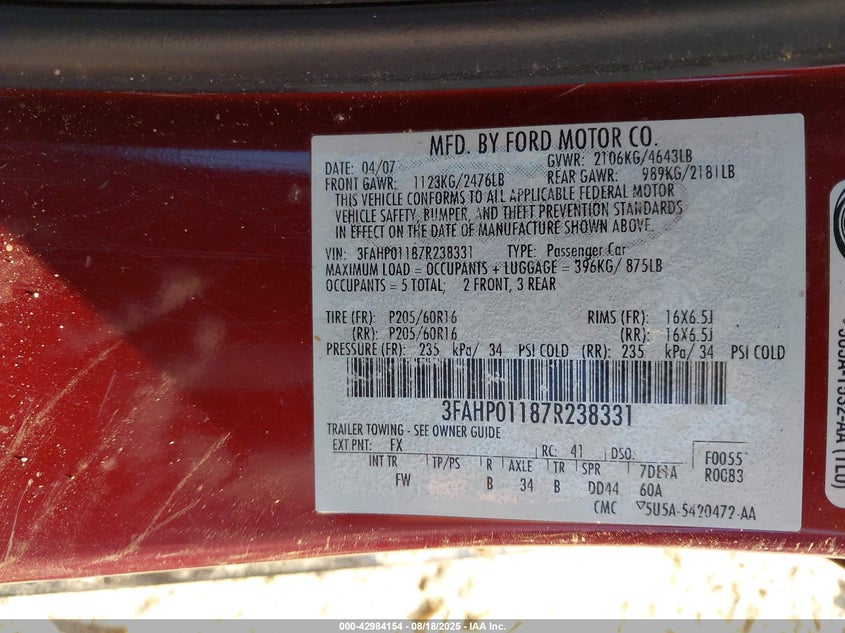 MFD. BY FORD MOTOR CO.
DATE: 04/07 GVWR: 2106KG/4643LB
FRONT GAWR: 1123KG/2476LB REAR GAWR: 989KG/2181LB
THIS VEHICLE CONFORMS TO ALL APPLICABLE FEDERAL MOTOR
VEHICLE SAFETY, BUMPER, AND THEFT PREVENTION STANDARDS
IN EFFECT ON THE DATE OF MANUFACTURE SHOWN ABOVE.
VIN: 3FAHP01187R238331 TYPE: Passenger Car
MAXIMUM LOAD = OCCUPANTS + LUGGAGE = 396KG/ 875LB
OCCUPANTS = 5 TOTAL; 2 FRONT, 3 REAR
TIRE (FR): P205/60R16 RIMS (FR): 16X6.5J
(RR): P205/60R16 (RR): 16X6.5J
PRESSURE (FR): 235 kPa/ 34 PSI COLD (RR): 235 kPa/ 34 PSI COLD
3FAHP01187R238331
TRAILER TOWING - SEE OWNER GUIDE
EXT PNT: FX RC: 41 DSO: F0055
INT TR TP/PS R AXLE TR SPR R0C83
FW B 34 B DD44 60A
CMC 5U5A-5420472-AA
(TLU)
000-42984154 | 08/18/2025 | IAA Inc.